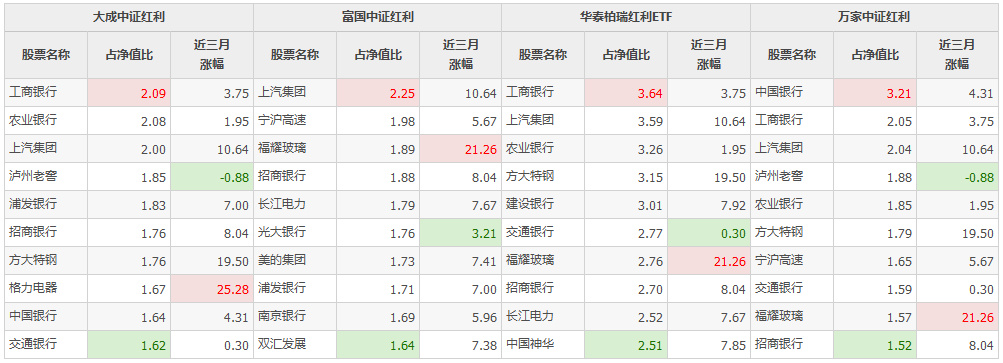 大成中证红利 富国中证红利 华泰柏瑞红利ETF 万家中证红利
股票名称 占净值比 近三月涨幅 股票名称 占净值比 近三月涨幅 股票名称 占净值比 近三月涨幅 股票名称 占净值比 近三月涨幅
工商银行 2.09 3.75 上汽集团 2.25 10.64 工商银行 3.64 3.75 中国银行 3.21 4.31
农业银行 2.08 1.95 宁沪高速 1.98 5.67 上汽集团 3.59 10.64 工商银行 2.05 3.75
上汽集团 2.00 10.64 福耀玻璃 1.89 21.26 农业银行 3.26 1.95 上汽集团 2.04 10.64
泸州老窖 1.85 -0.88 招商银行 1.88 8.04 方大特钢 3.15 19.50 泸州老窖 1.88 -0.88
浦发银行 1.83 7.00 长江电力 1.79 7.67 建设银行 3.01 7.92 农业银行 1.85 1.95
招商银行 1.76 8.04 光大银行 1.76 3.21 交通银行 2.77 0.30 方大特钢 1.79 19.50
方大特钢 1.76 19.50 美的集团 1.73 7.41 福耀玻璃 2.76 21.26 宁沪高速 1.65 5.67
格力电器 1.67 25.28 浦发银行 1.71 7.00 招商银行 2.70 8.04 交通银行 1.59 0.30
中国银行 1.64 4.31 南京银行 1.69 5.96 长江电力 2.52 7.67 福耀玻璃 1.57 21.26
交通银行 1.62 0.30 双汇发展 1.64 7.38 中国神华 2.51 7.85 招商银行 1.52 8.04